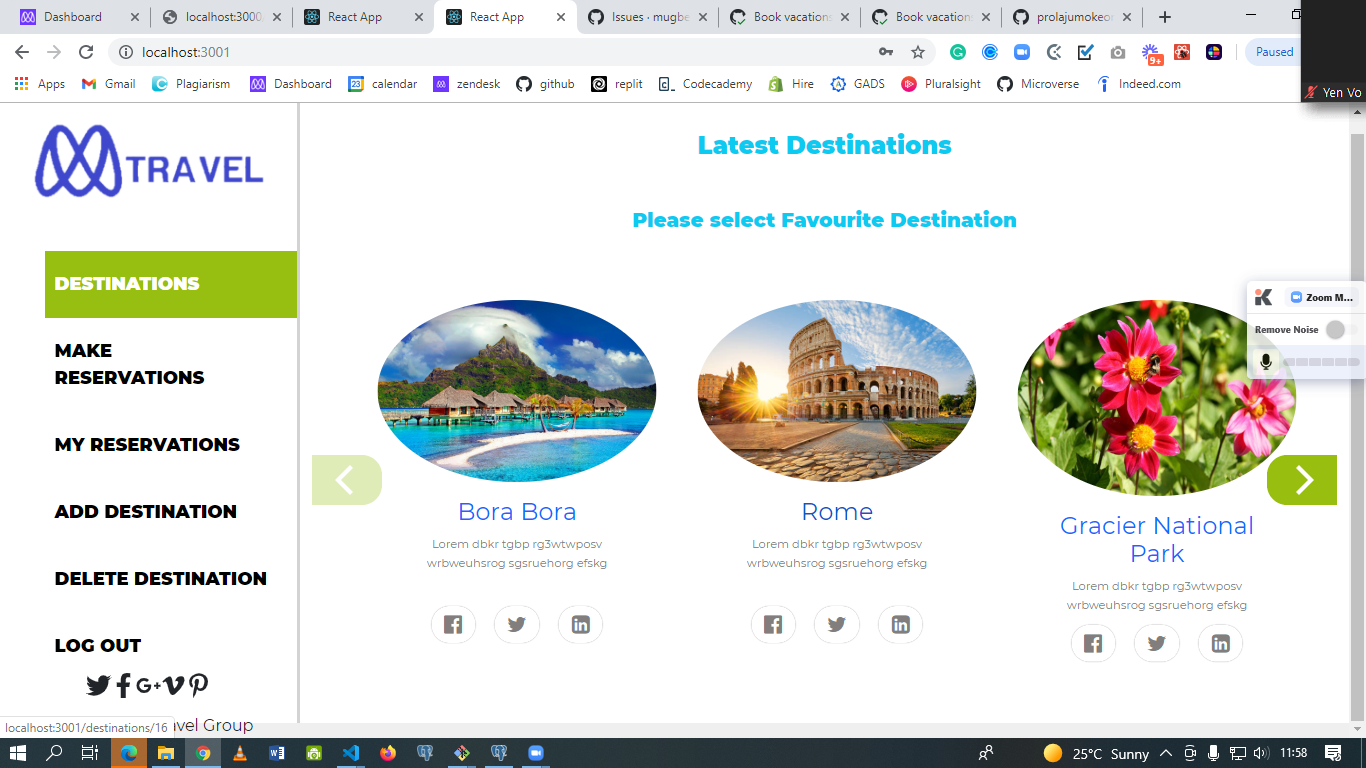 Dashboard
localhost:3000
React App
React App
Issues · mugbe
Book vacation
Book vacation
prolajumokeor
localhost:3001
9+
Paused
Apps
Gmail
Plagiarism
Dashboard
23
calendar
zendesk
github
replit
Codecademy
Hire
GADS
Pluralsight
Microverse
Indeed.com
Yen Vo
TRAVEL
DESTINATIONS
MAKE
RESERVATIONS
MY RESERVATIONS
ADD DESTINATION
DELETE DESTINATION
LOG OUT
avel Group
localhost:3001/destinations/16
Latest Destinations
Please select Favourite Destination
Bora Bora
Lorem dbkr tgbp rg3wtwposv
wrbweuhsrog sgsruehorg efskg
Rome
Lorem dbkr tgbp rg3wtwposv
wrbweuhsrog sgsruehorg efskg
Gracier National
Park
Lorem dbkr tgbp rg3wtwposv
wrbweuhsrog sgsruehorg efskg
Zoom M...
Remove Noise
25°C Sunny
11:58